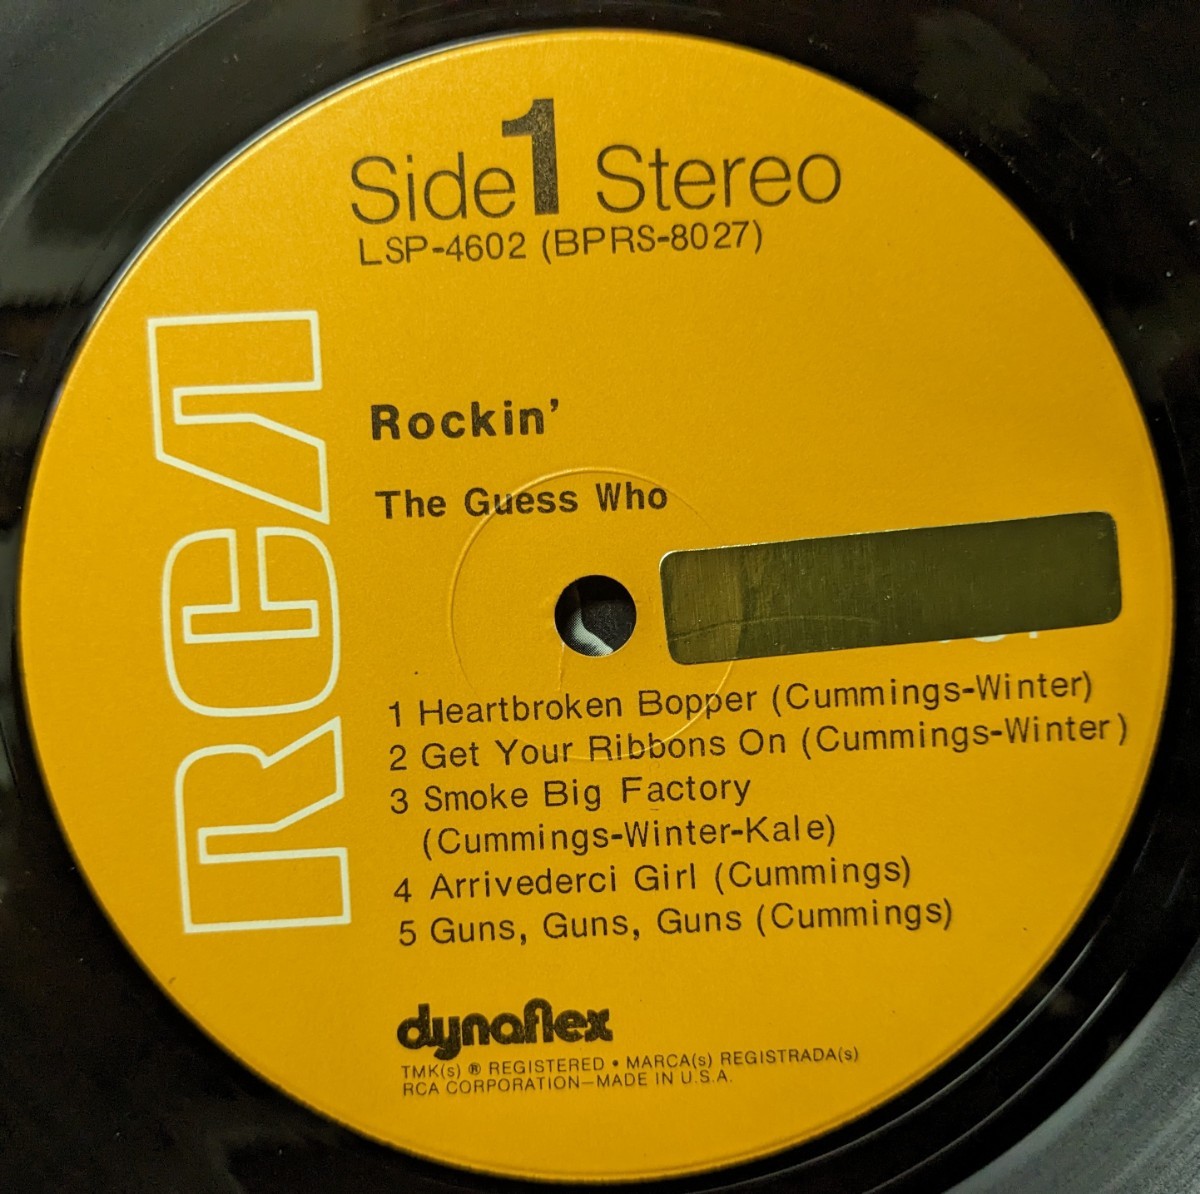 Side 1 Stereo
LSP-4602 (BPRS-8027)
RCA
Rockin'
The Guess Who
1 Heartbroken Bopper (Cummings-Winter)
2 Get Your Ribbons On (Cummings-Winter)
3 Smoke Big Factory
(Cummings-Winter-Kale)
4 Arrivederci Girl (Cummings)
5 Guns, Guns, Guns (Cummings)
dynaflex
TMK(s) ® REGISTERED • MARCA(s) REGISTRADA(s)
RCA CORPORATION—MADE IN U.S.A.